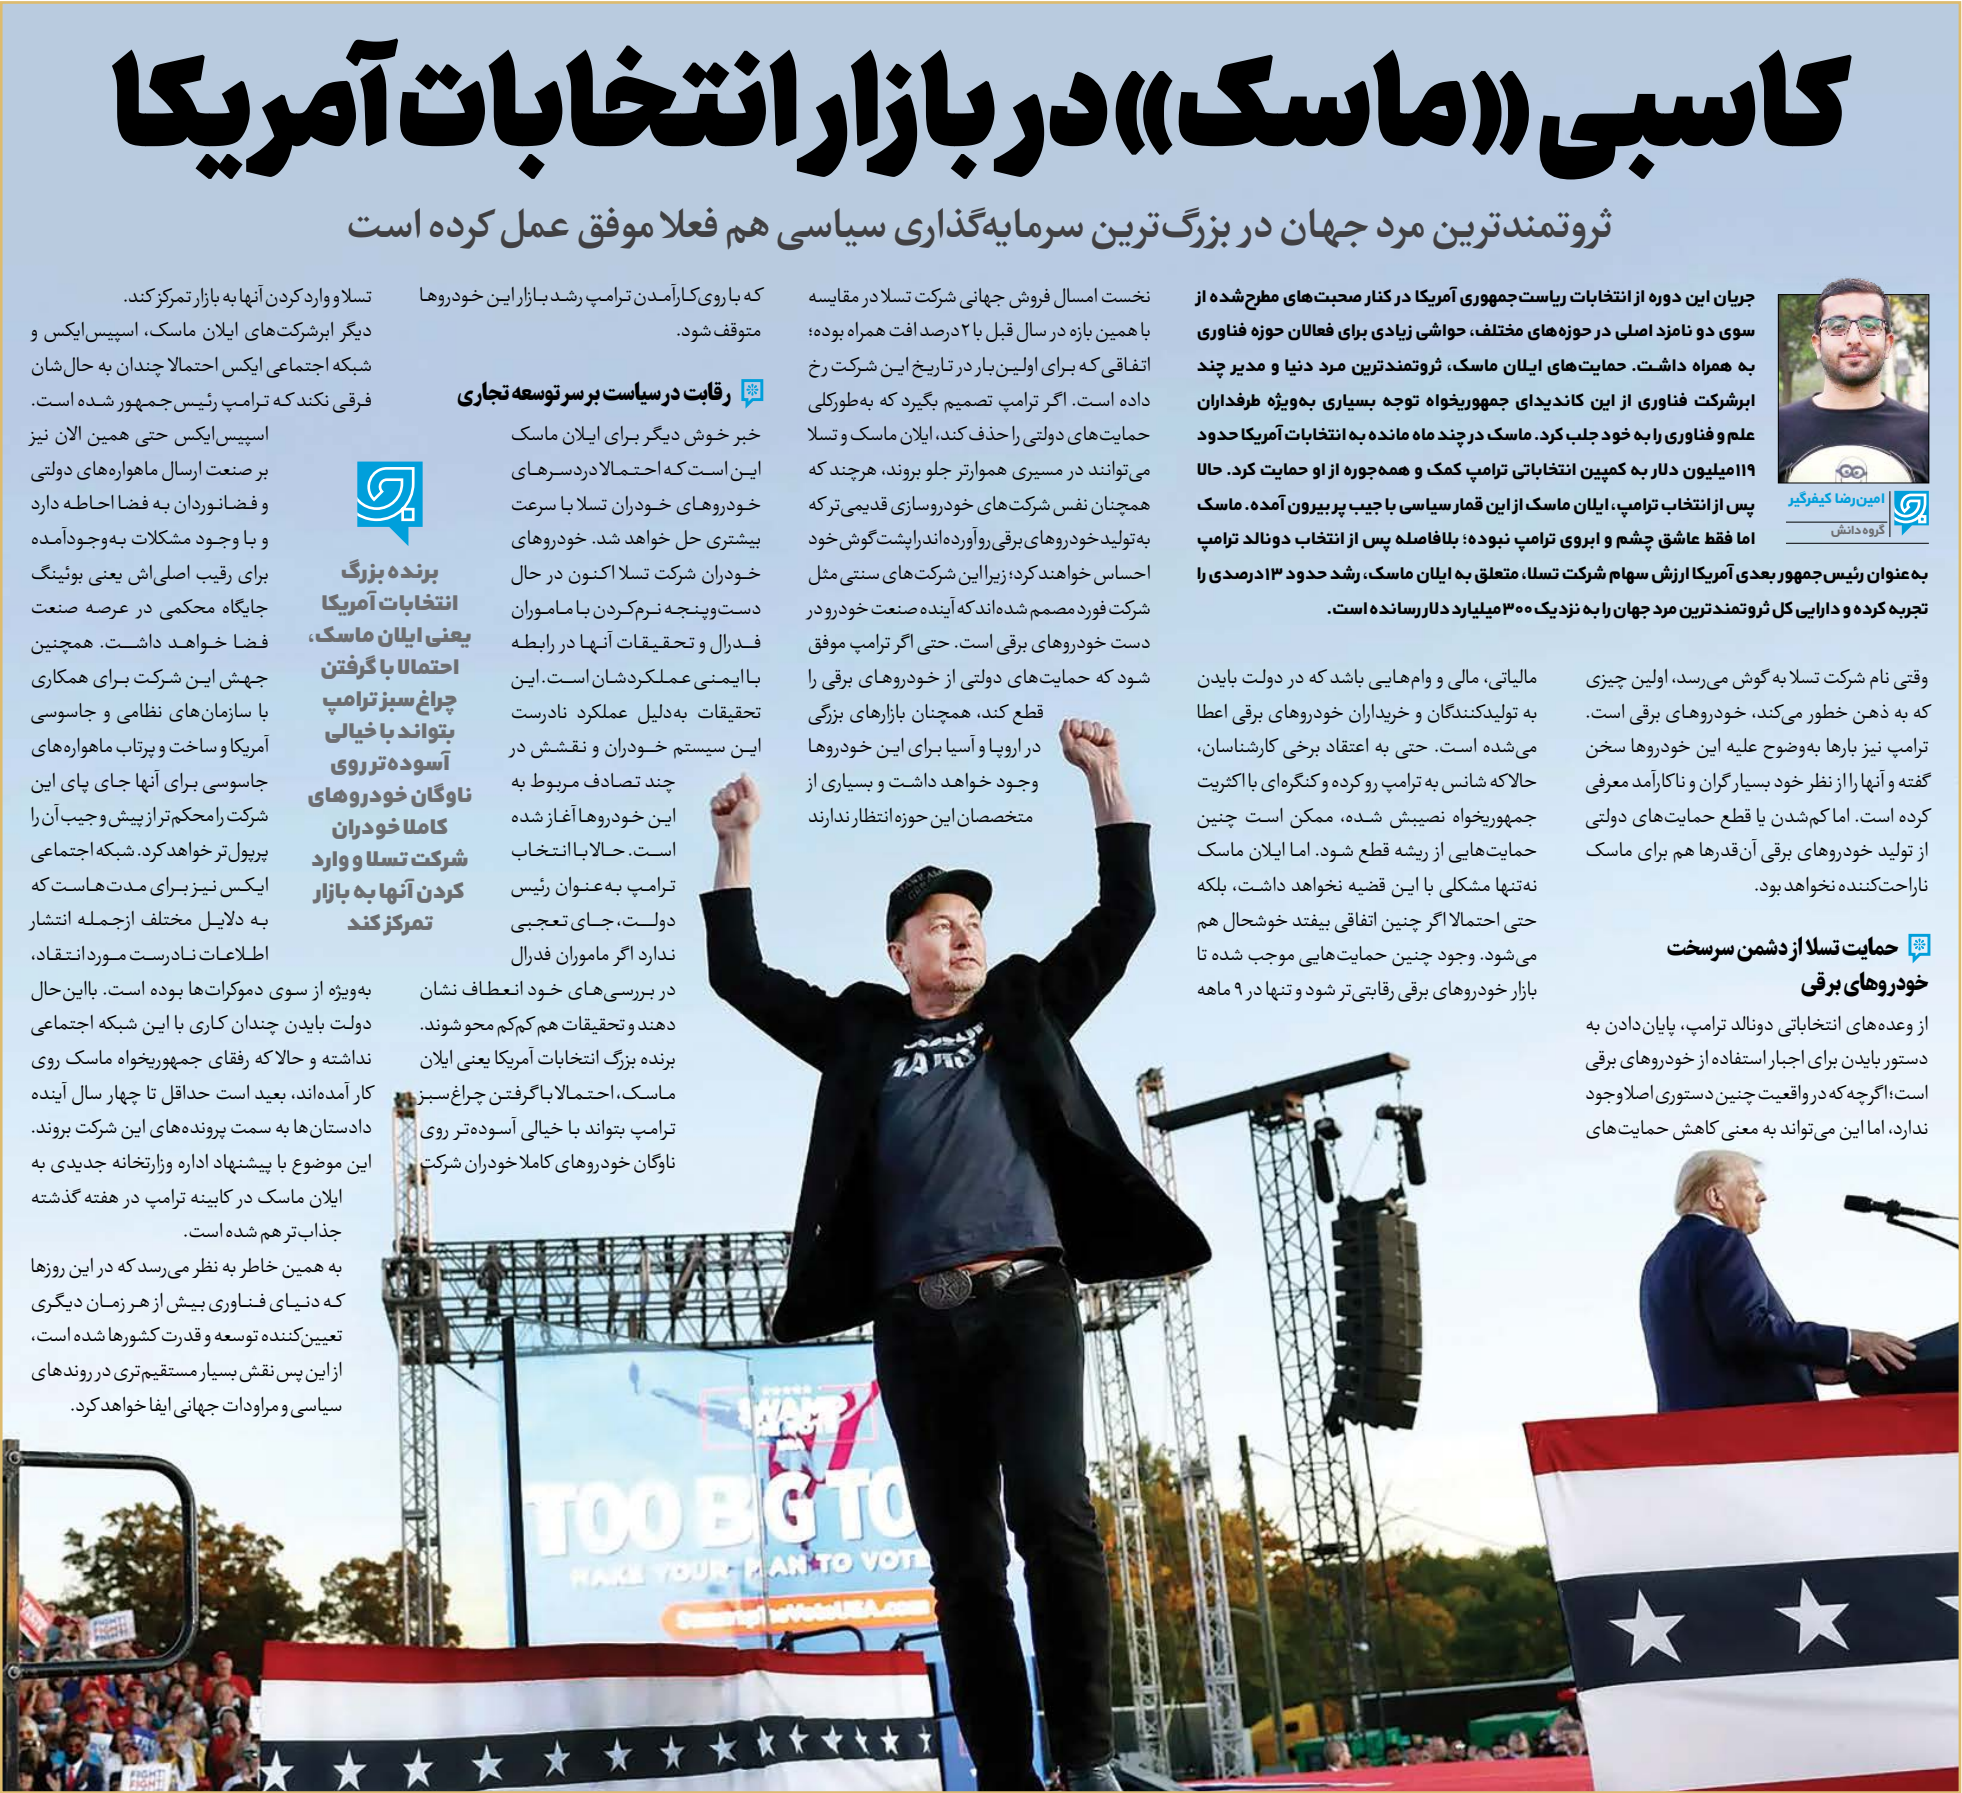 کاسبی «ماسک» در بازار انتخابات آمریکا
ثروتمندترین مرد جهان در بزرگ‌ترین سرمایه‌گذاری سیاسی هم فعلا موفق عمل کرده است
امین‌رضا کیفرگیر
گروه دانش
جریان این دوره از انتخابات ریاست‌جمهوری آمریکا در کنار صحبت‌های مطرح‌شده از
سوی دو نامزد اصلی در حوزه‌های مختلف، حواشی زیادی برای فعالان حوزه فناوری
به همراه داشت. حمایت‌های ایلان ماسک، ثروتمندترین مرد دنیا و مدیر چند
ابرشرکت فناوری از این کاندیدای جمهوریخواه توجه بسیاری به‌ویژه طرفداران
علم و فناوری را به خود جلب کرد. ماسک در چند ماه مانده به انتخابات آمریکا حدود
۱۱۹میلیون دلار به کمپین انتخاباتی ترامپ کمک و همه‌جوره از او حمایت کرد. حالا
پس از انتخاب ترامپ، ایلان ماسک از این قمار سیاسی با جیب پر بیرون آمده. ماسک
اما فقط عاشق چشم و ابروی ترامپ نبوده؛ بلافاصله پس از انتخاب دونالد ترامپ
به‌عنوان رئیس‌جمهور بعدی آمریکا ارزش سهام شرکت تسلا، متعلق به ایلان ماسک، رشد حدود ۱۳درصدی را
تجربه کرده و دارایی کل ثروتمندترین مرد جهان را به نزدیک ۳۰۰میلیارد دلار رسانده است.
وقتی نام شرکت تسلا به گوش می‌رسد، اولین چیزی
که به ذهن خطور می‌کند، خودروهای برقی است.
ترامپ نیز بارها به‌وضوح علیه این خودروها سخن
گفته و آنها را از نظر خود بسیار گران و ناکارآمد معرفی
کرده است. اما کم‌شدن یا قطع حمایت‌های دولتی
از تولید خودروهای برقی آن‌قدرها هم برای ماسک
ناراحت‌کننده نخواهد بود.
حمایت تسلا از دشمن سرسخت
خودروهای برقی
از وعده‌های انتخاباتی دونالد ترامپ، پایان‌دادن به
دستور بایدن برای اجبار استفاده از خودروهای برقی
است؛ اگرچه که در واقعیت چنین دستوری اصلا وجود
ندارد، اما این می‌تواند به معنی کاهش حمایت‌های
مالیاتی، مالی و وام‌هایی باشد که در دولت بایدن
به تولیدکنندگان و خریداران خودروهای برقی اعطا
می‌شده است. حتی به اعتقاد برخی کارشناسان،
حالا که شانس به ترامپ رو کرده و کنگره‌ای با اکثریت
جمهوریخواه نصیبش شده، ممکن است چنین
حمایت‌هایی از ریشه قطع شود. اما ایلان ماسک
نه‌تنها مشکلی با این قضیه نخواهد داشت، بلکه
حتی احتمالا اگر چنین اتفاقی بیفتد خوشحال هم
می‌شود. وجود چنین حمایت‌هایی موجب شده تا
بازار خودروهای برقی رقابتی‌تر شود و تنها در ۹ ماهه
نخست امسال فروش جهانی شرکت تسلا در مقایسه
با همین بازه در سال قبل با ۲درصد افت همراه بوده؛
اتفاقی که برای اولین‌بار در تاریخ این شرکت رخ
داده است. اگر ترامپ تصمیم بگیرد که به‌طورکلی
حمایت‌های دولتی را حذف کند، ایلان ماسک و تسلا
می‌توانند در مسیری هموارتر جلو بروند، هرچند که
همچنان نفس شرکت‌های خودروسازی قدیمی‌تر که
به تولید خودروهای برقی رو آورده‌اند را پشت گوش خود
احساس خواهند کرد؛ زیرا این شرکت‌های سنتی مثل
شرکت فورد مصمم شده‌اند که آینده صنعت خودرو در
دست خودروهای برقی است. حتی اگر ترامپ موفق
شود که حمایت‌های دولتی از خودروهای برقی را
قطع کند، همچنان بازارهای بزرگی
در اروپا و آسیا برای این خودروها
وجود خواهد داشت و بسیاری از
متخصصان این حوزه انتظار ندارند
که با روی‌کارآمدن ترامپ رشد بازار این خودروها
متوقف شود.
رقابت در سیاست بر سر توسعه تجاری
خبر خوش دیگر برای ایلان ماسک
این است که احتمالا دردسرهای
خودروهای خودران تسلا با سرعت
بیشتری حل خواهد شد. خودروهای
خودران شرکت تسلا اکنون در حال
دست‌وپنجه نرم‌کردن با ماموران
فدرال و تحقیقات آنها در رابطه
با ایمنی عملکردشان است. این
تحقیقات به‌دلیل عملکرد نادرست
این سیستم خودران و نقشش در
چند تصادف مربوط به
این خودروها آغاز شده
است. حالا با انتخاب
ترامپ به‌عنوان رئیس
دولت، جای تعجبی
ندارد اگر ماموران فدرال
در بررسی‌های خود انعطاف نشان
دهند و تحقیقات هم کم‌کم محو شوند.
برنده بزرگ انتخابات آمریکا یعنی ایلان
ماسک، احتمالا با گرفتن چراغ سبز
ترامپ بتواند با خیالی آسوده‌تر روی
ناوگان خودروهای کاملا خودران شرکت
برنده بزرگ
انتخابات آمریکا
یعنی ایلان ماسک،
احتمالا با گرفتن
چراغ سبز ترامپ
بتواند با خیالی
آسوده‌تر روی
ناوگان خودروهای
کاملا خودران
شرکت تسلا و وارد
کردن آنها به بازار
تمرکز کند
تسلا و وارد کردن آنها به بازار تمرکز کند.
دیگر ابرشرکت‌های ایلان ماسک، اسپیس‌ایکس و
شبکه اجتماعی ایکس احتمالا چندان به حال‌شان
فرقی نکند که ترامپ رئیس‌جمهور شده است.
اسپیس‌ایکس حتی همین الان نیز
بر صنعت ارسال ماهواره‌های دولتی
و فضانوردان به فضا احاطه دارد
و با وجود مشکلات به‌وجودآمده
برای رقیب اصلی‌اش یعنی بوئینگ
جایگاه محکمی در عرصه صنعت
فضا خواهد داشت. همچنین
جهش این شرکت برای همکاری
با سازمان‌های نظامی و جاسوسی
آمریکا و ساخت و پرتاب ماهواره‌های
جاسوسی برای آنها جای پای این
شرکت را محکم‌تر از پیش و جیب آن را
پرپول‌تر خواهد کرد. شبکه اجتماعی
ایکس نیز برای مدت‌هاست که
به دلایل مختلف ازجمله انتشار
اطلاعات نادرست مورد انتقاد،
به‌ویژه از سوی دموکرات‌ها بوده است. بااین‌حال
دولت بایدن چندان کاری با این شبکه اجتماعی
نداشته و حالا که رفقای جمهوریخواه ماسک روی
کار آمده‌اند، بعید است حداقل تا چهار سال آینده
دادستان‌ها به سمت پرونده‌های این شرکت بروند.
این موضوع با پیشنهاد اداره وزارتخانه جدیدی به
ایلان ماسک در کابینه ترامپ در هفته گذشته
جذاب‌تر هم شده است.
به همین خاطر به نظر می‌رسد که در این روزها
که دنیای فناوری بیش از هر زمان دیگری
تعیین‌کننده توسعه و قدرت کشورها شده است،
از این پس نقش بسیار مستقیم‌تری در روندهای
سیاسی و مراودات جهانی ایفا خواهد کرد.
TOO BIG TO
MAKE YOUR PLAN TO VOTE
FIGHT!
FIGHT!